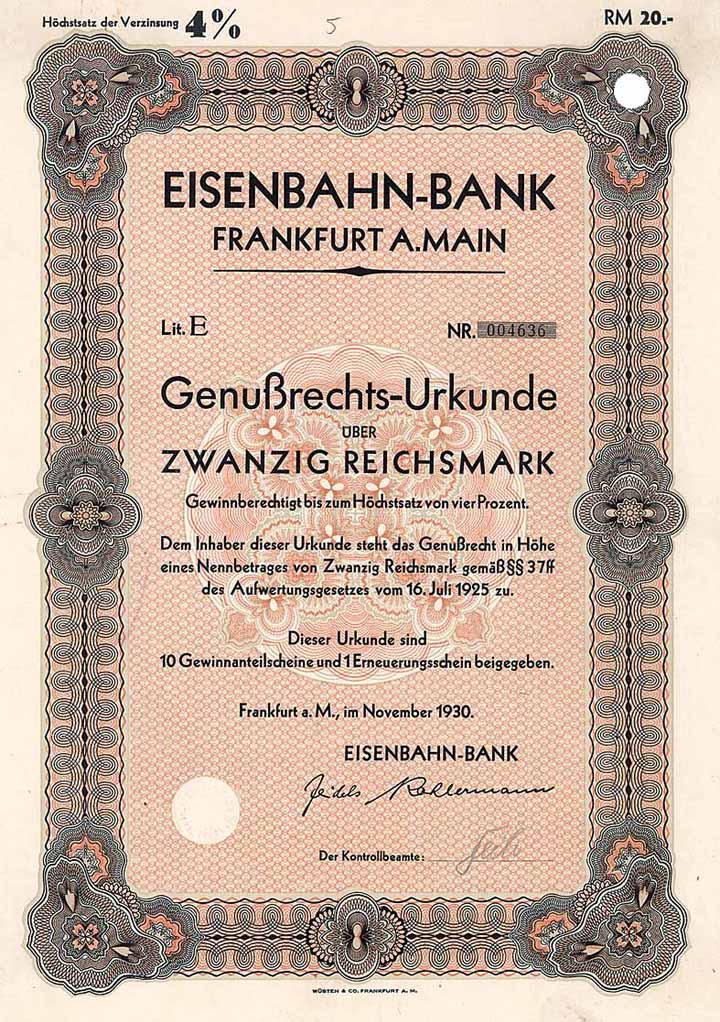 Höchstsatz der Verzinsung 4%
5
RM 20.-
EISENBAHN-BANK
FRANKFURT A.MAIN
Lit. E
NR. 004636
Genußrechts-Urkunde
ÜBER
ZWANZIG REICHSMARK
Gewinnberechtigt bis zum Höchstsatz von vier Prozent.
Dem Inhaber dieser Urkunde steht das Genußrecht in Höhe
eines Nennbetrages von Zwanzig Reichsmark gemäß §§ 37ff
des Aufwertungsgesetzes vom 16. Juli 1925 zu.
Dieser Urkunde sind
10 Gewinnanteilscheine und 1 Erneuerungsschein beigegeben.
Frankfurt a. M., im November 1930.
EISENBAHN-BANK
Der Kontrollbeamte:
WÜSTEN & CO. FRANKFURT A. M.